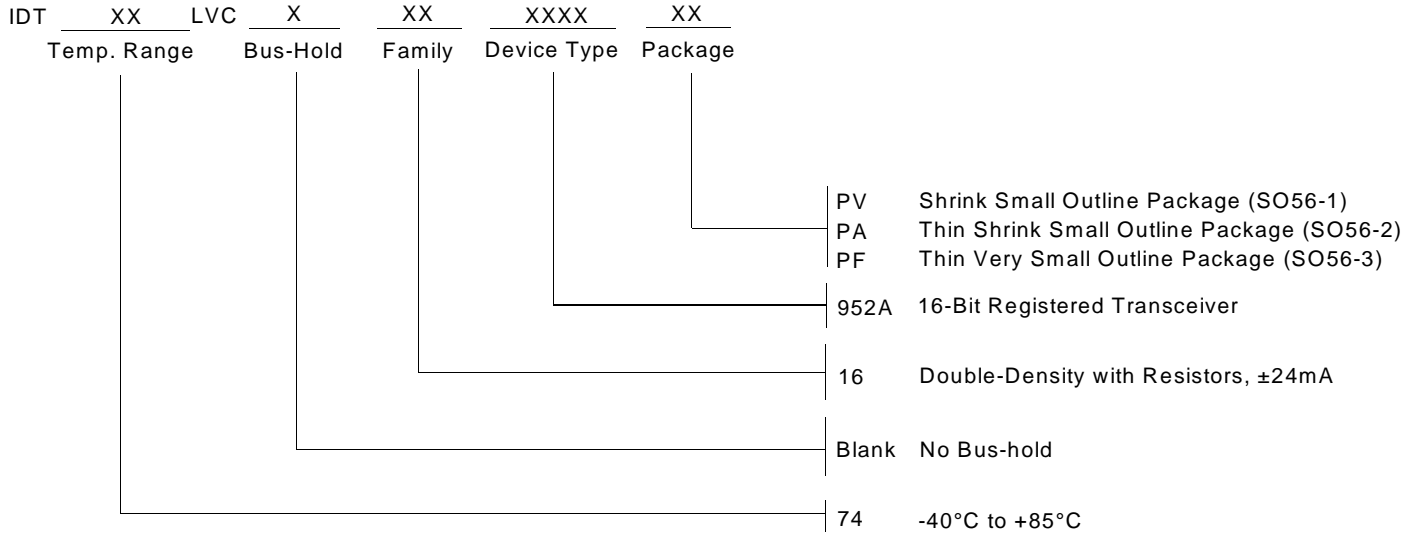 IDT XX LVC X XX XXXX XX
Temp. Range Bus-Hold Family Device Type Package
PV Shrink Small Outline Package (SO56-1)
PA Thin Shrink Small Outline Package (SO56-2)
PF Thin Very Small Outline Package (SO56-3)
952A 16-Bit Registered Transceiver
16 Double-Density with Resistors, ±24mA
Blank No Bus-hold
74 -40°C to +85°C